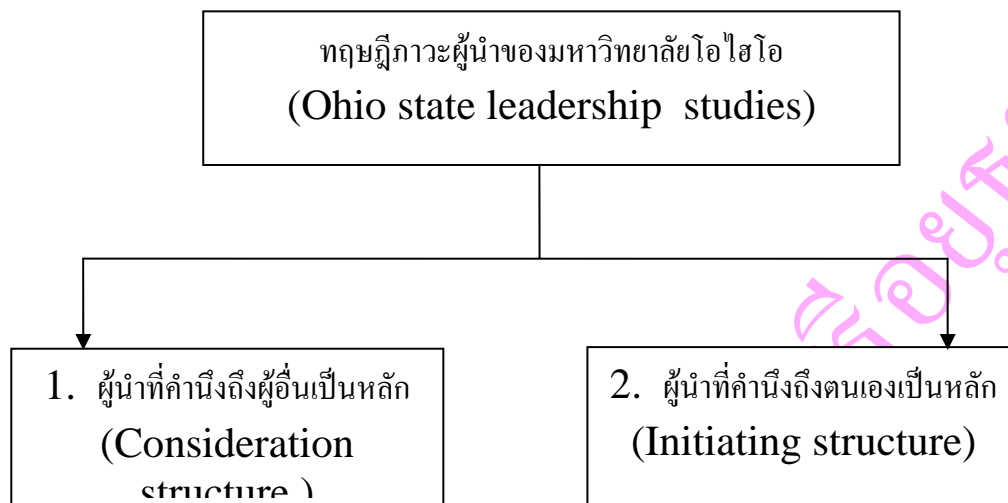 ทฤษฎีภาวะผู้นำของมหาวิทยาลัยโอไฮโอ
(Ohio state leadership studies)
1. ผู้นำที่คำนึงถึงผู้อื่นเป็นหลัก
(Consideration
structure )
2. ผู้นำที่คำนึงถึงตนเองเป็นหลัก
(Initiating structure)